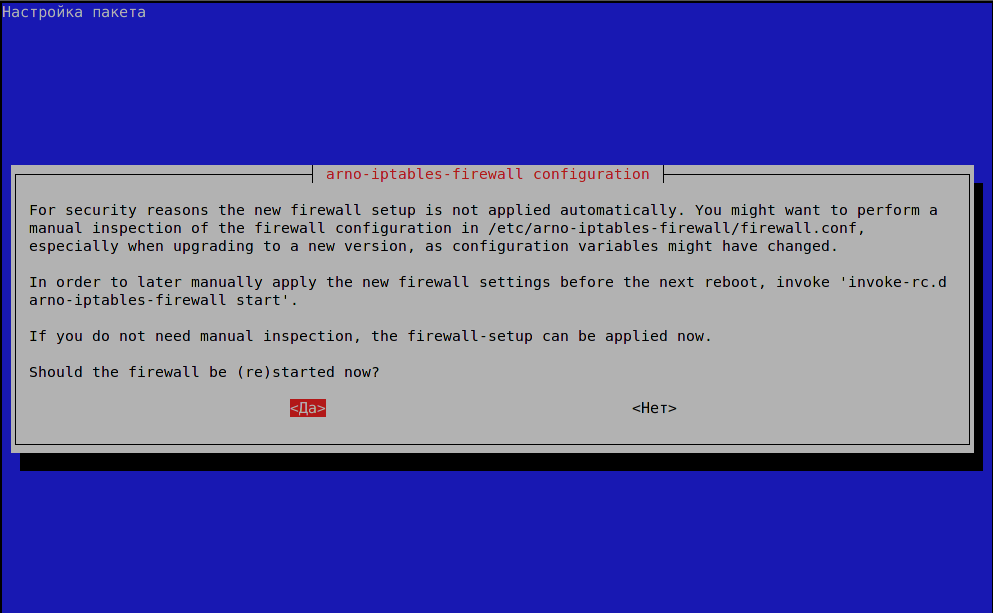 Настройка пакета
arno-iptables-firewall configuration
For security reasons the new firewall setup is not applied automatically. You might want to perform a
manual inspection of the firewall configuration in /etc/arno-iptables-firewall/firewall.conf,
especially when upgrading to a new version, as configuration variables might have changed.
In order to later manually apply the new firewall settings before the next reboot, invoke 'invoke-rc.d
arno-iptables-firewall start'.
If you do not need manual inspection, the firewall-setup can be applied now.
Should the firewall be (re)started now?
<Да> <Нет>